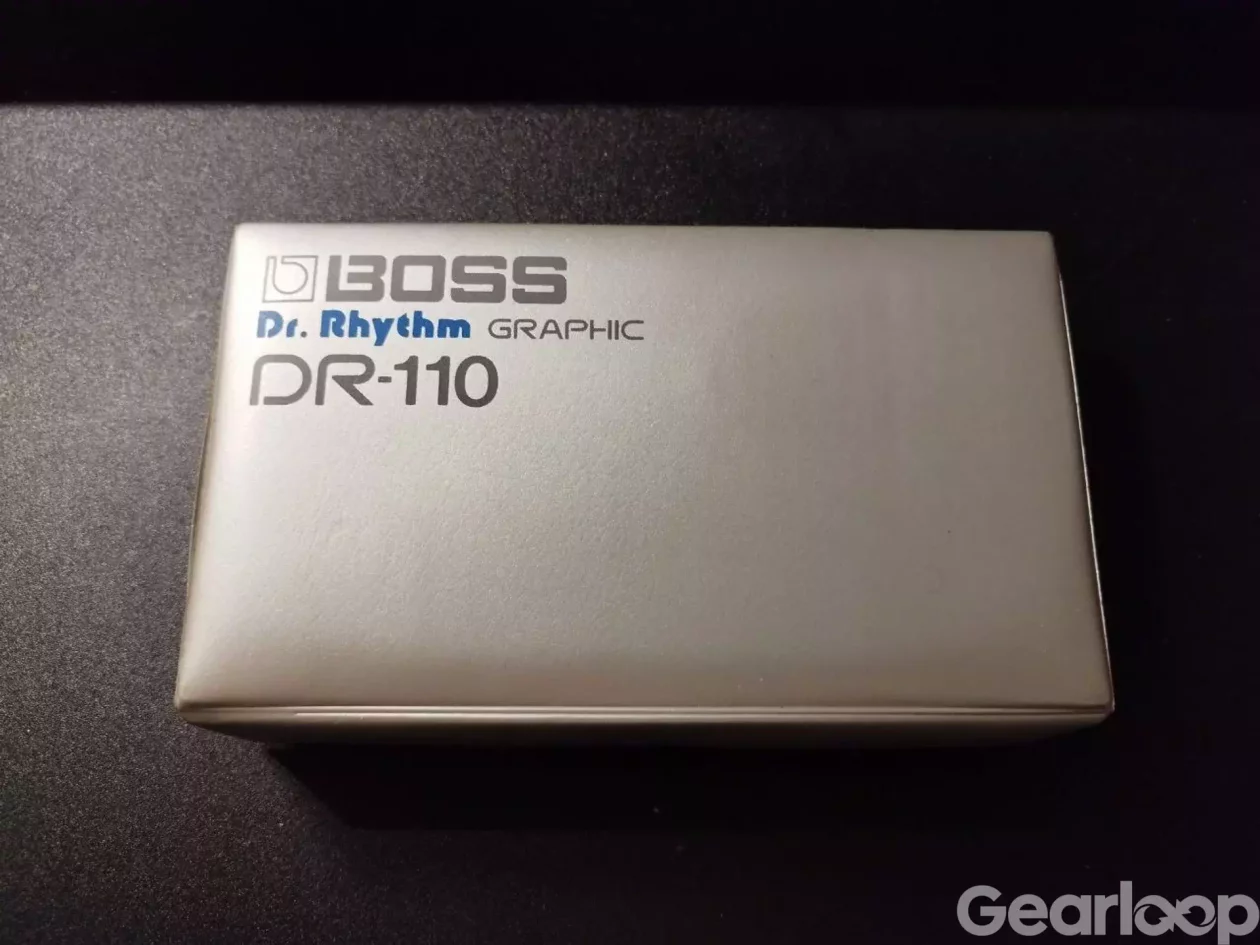 BOSS
Dr. Rhythm GRAPHIC
DR-110
Gearloop